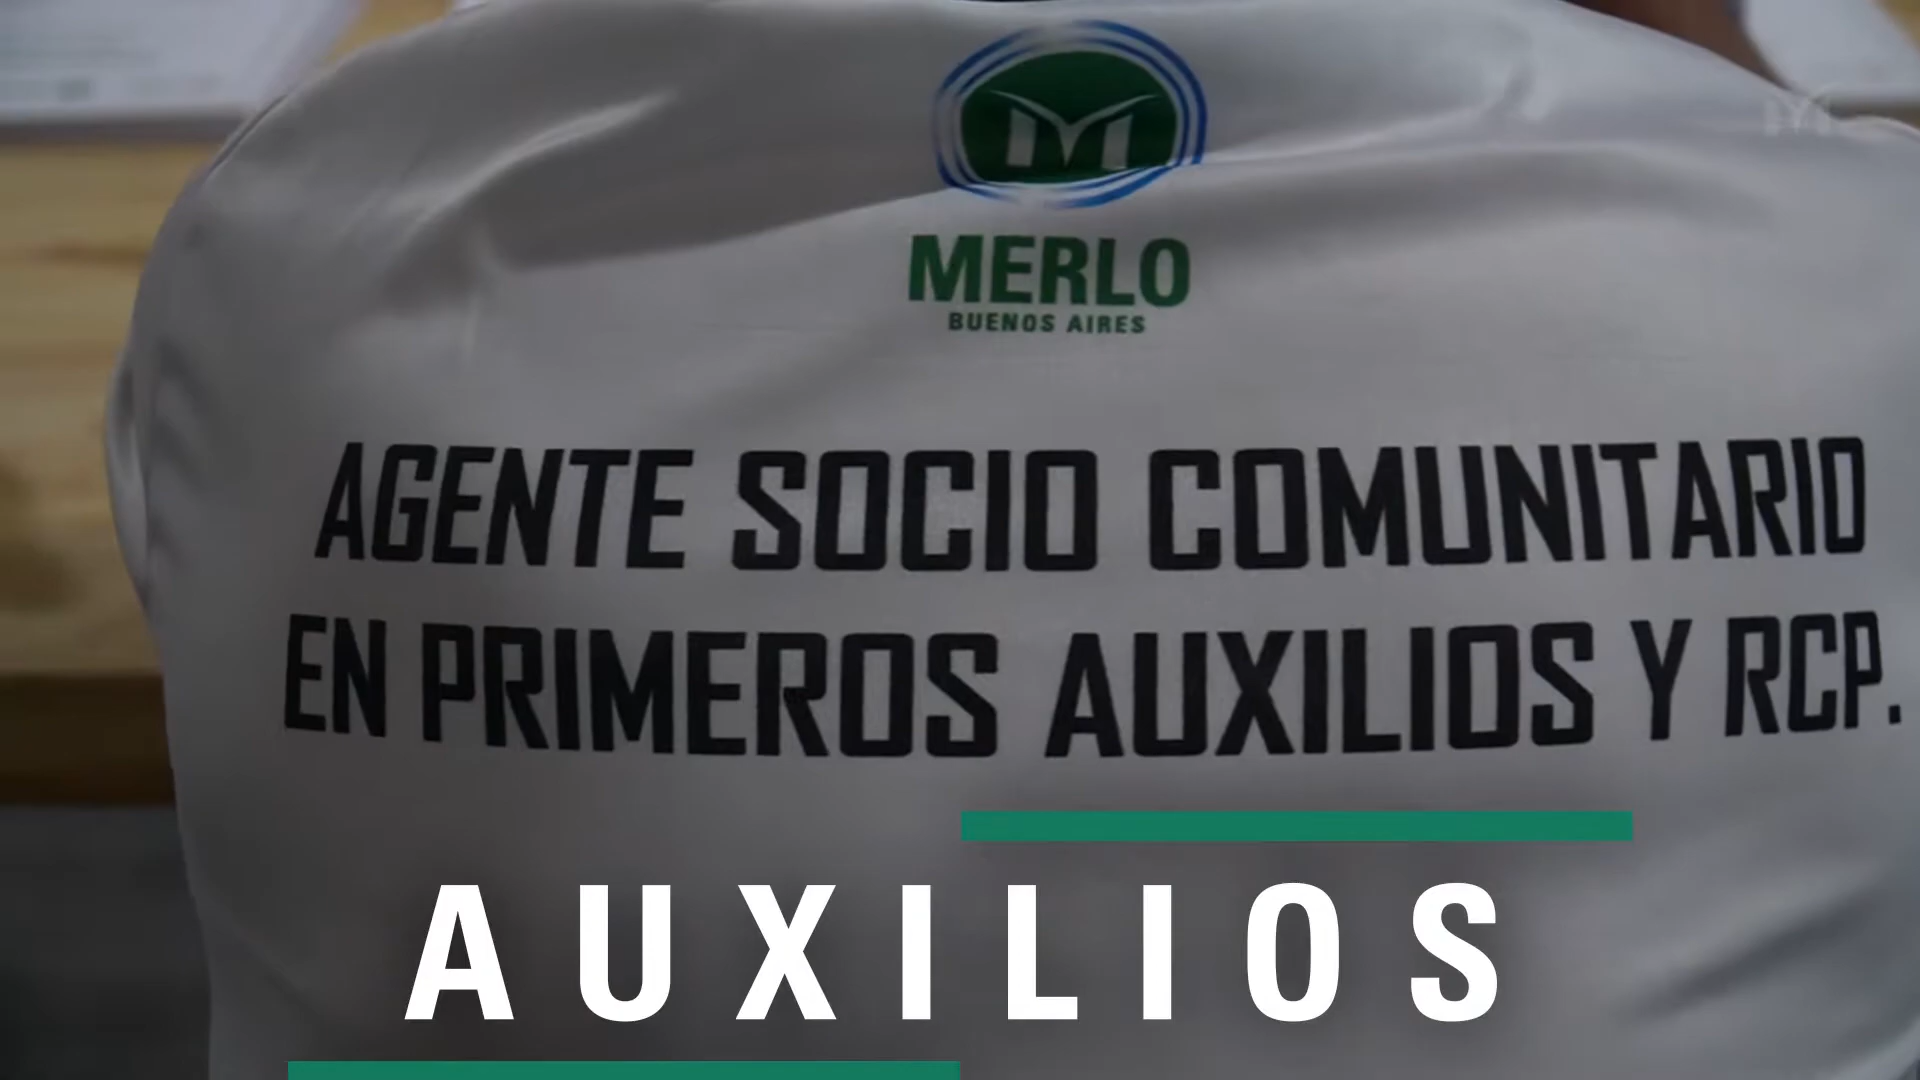 MERLO
BUENOS AIRES
AGENTE SOCIO COMUNITARIO
EN PRIMEROS AUXILIOS Y RCP.
AUXILIOS